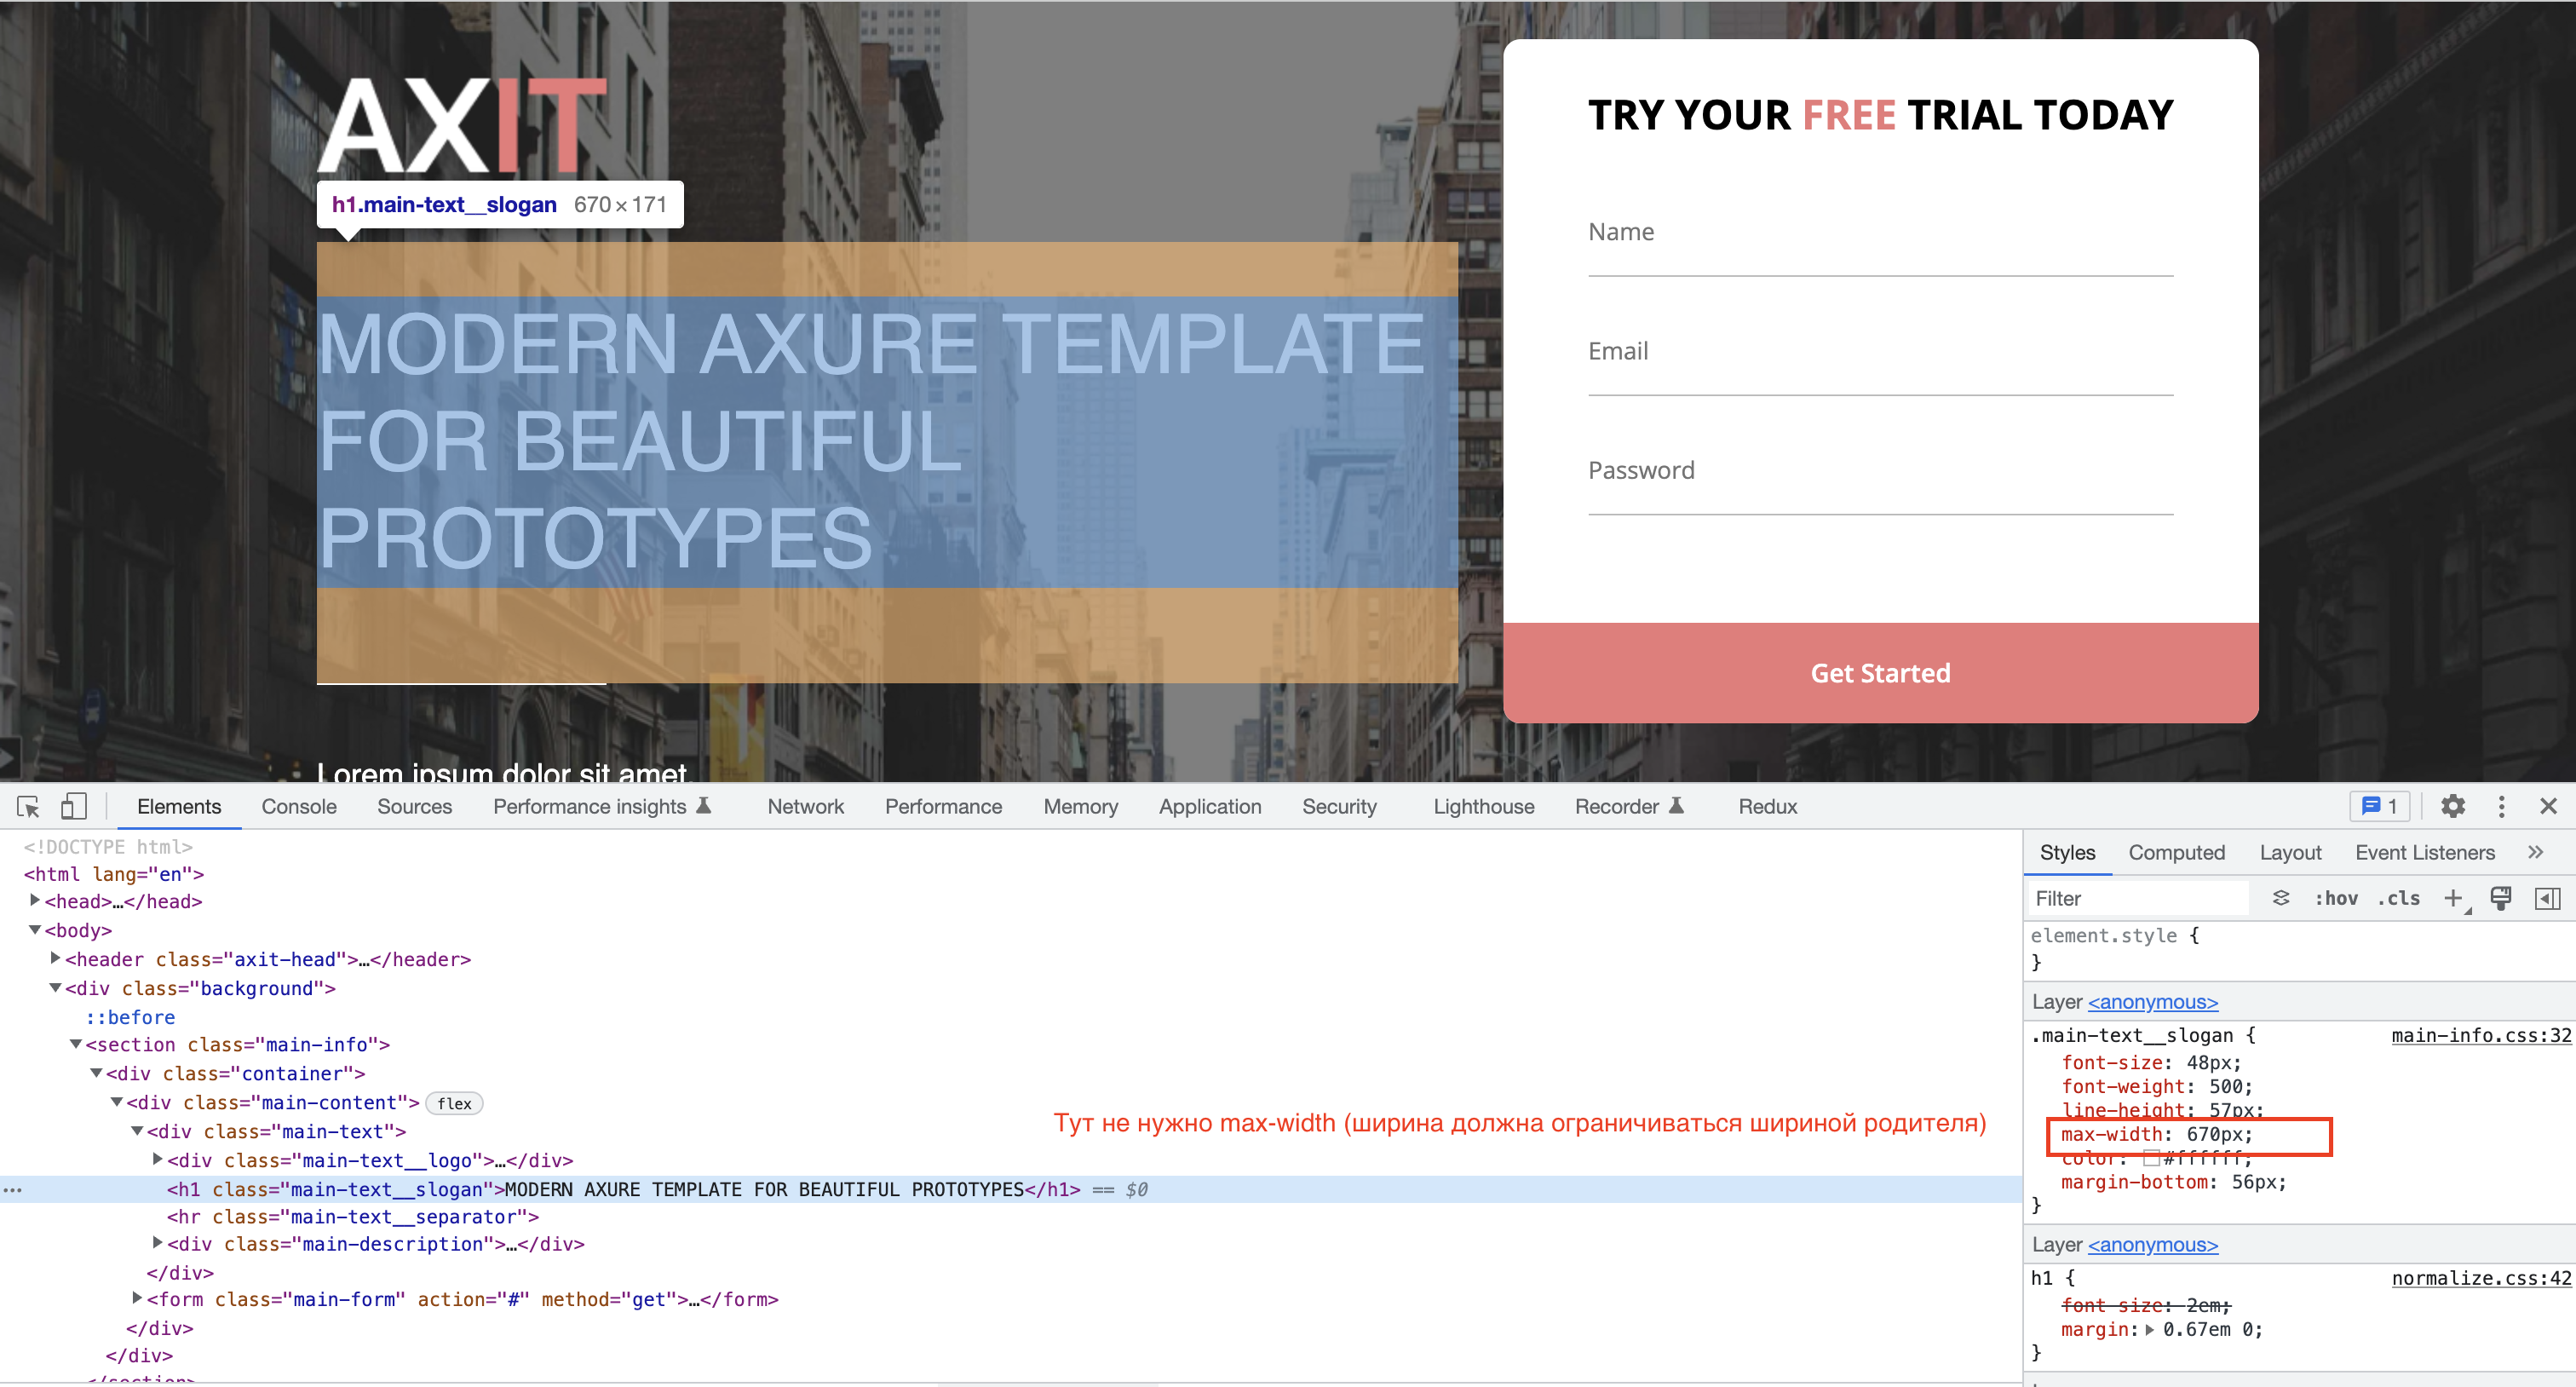 AXIT
h1.main-text__slogan 670 × 171
MODERN AXURE TEMPLATE
FOR BEAUTIFUL
PROTOTYPES
Lorem ipsum dolor sit amet,
TRY YOUR FREE TRIAL TODAY
Name
Email
Password
Get Started
Elements Console Sources Performance insights Network Performance Memory Application Security Lighthouse Recorder Redux 1
<!DOCTYPE html>
<html lang="en">
<head>…</head>
<body>
<header class="axit-head">…</header>
<div class="background">
::before
<section class="main-info">
<div class="container">
<div class="main-content"> flex
<div class="main-text">
<div class="main-text__logo">…</div>
<h1 class="main-text__slogan">MODERN AXURE TEMPLATE FOR BEAUTIFUL PROTOTYPES</h1> == $0
<hr class="main-text__separator">
<div class="main-description">…</div>
</div>
<form class="main-form" action="#" method="get">…</form>
</div>
</div>
</section>
Тут не нужно max-width (ширина должна ограничиваться шириной родителя)
Styles Computed Layout Event Listeners
Filter :hov .cls
element.style {
}
Layer <anonymous>
.main-text__slogan { main-info.css:32
font-size: 48px;
font-weight: 500;
line-height: 57px;
max-width: 670px;
color: #ffffff;
margin-bottom: 56px;
}
Layer <anonymous>
h1 { normalize.css:42
font-size: 2em;
margin: 0.67em 0;
}